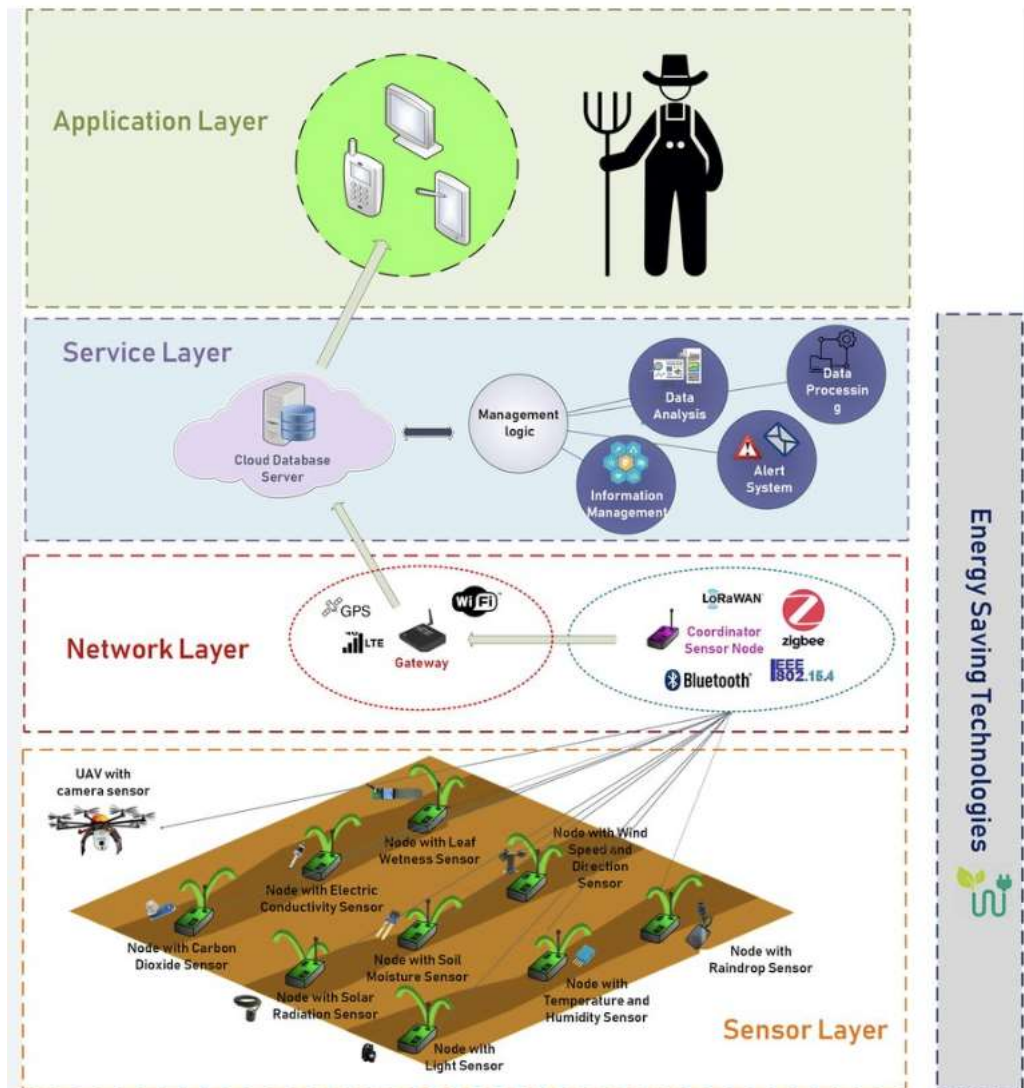 Application Layer
Service Layer
Cloud Database
Server
Management
logic
Data
Analysis
Data
Processin
g
Information
Management
Alert
System
Network Layer
GPS
WiFi
LTE
Gateway
LoRaWAN
Coordinator
Sensor Node
zigbee
Bluetooth
IEEE
802.15.4
Energy Saving Technologies
UAV with
camera sensor
Node with Leaf
Wetness Sensor
Node with Wind
Speed and
Direction
Sensor
Node with Electric
Conductivity Sensor
Node with Carbon
Dioxide Sensor
Node with Soil
Moisture Sensor
Node with
Raindrop Sensor
Node with Solar
Radiation Sensor
Node with
Temperature and
Humidity Sensor
Node with
Light Sensor
Sensor Layer